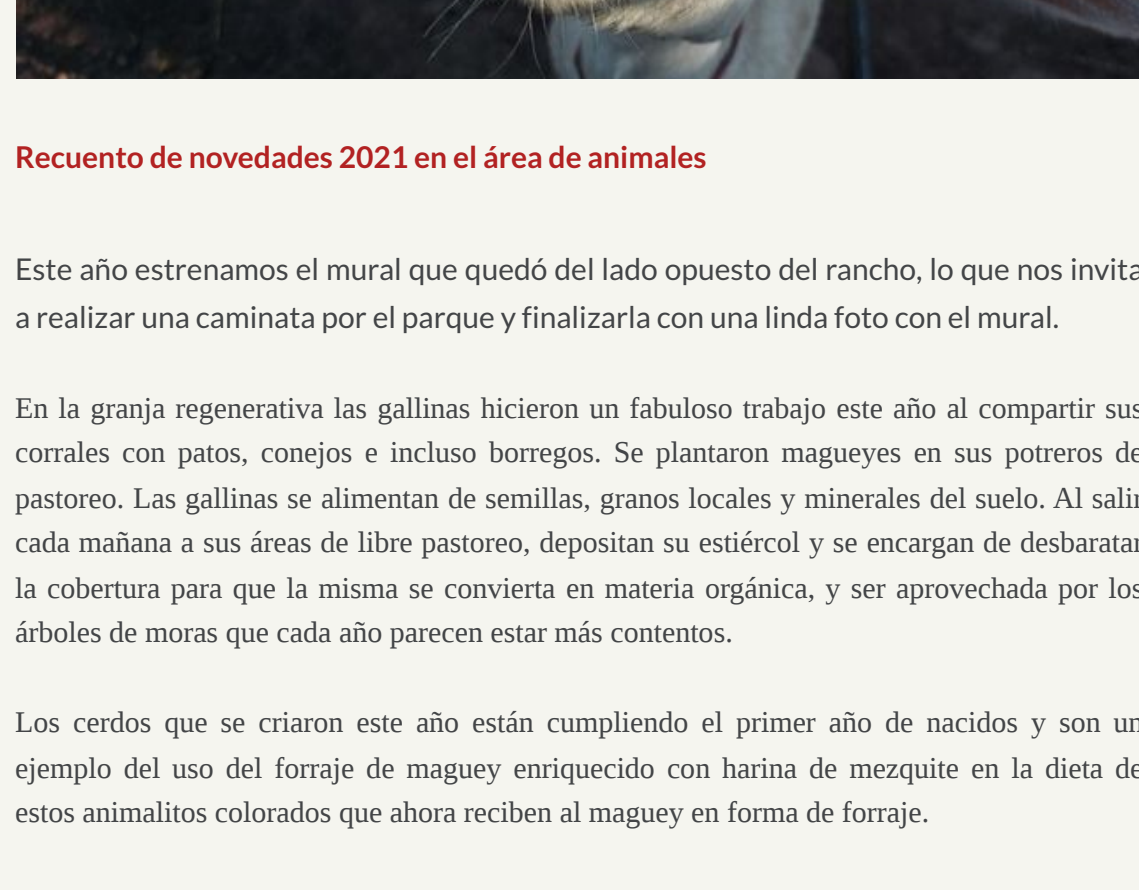 Recuento de novedades 2021 en el área de animales
Este año estrenamos el mural que quedó del lado opuesto del rancho, lo que nos invita
a realizar una caminata por el parque y finalizarla con una linda foto con el mural.
En la granja regenerativa las gallinas hicieron un fabuloso trabajo este año al compartir sus
corrales con patos, conejos e incluso borregos. Se plantaron magueyes en sus potreros de
pastoreo. Las gallinas se alimentan de semillas, granos locales y minerales del suelo. Al salir
cada mañana a sus áreas de libre pastoreo, depositan su estiércol y se encargan de desbaratar
la cobertura para que la misma se convierta en materia orgánica, y ser aprovechada por los
árboles de moras que cada año parecen estar más contentos.
Los cerdos que se criaron este año están cumpliendo el primer año de nacidos y son un
ejemplo del uso del forraje de maguey enriquecido con harina de mezquite en la dieta de
estos animalitos colorados que ahora reciben al maguey en forma de forraje.